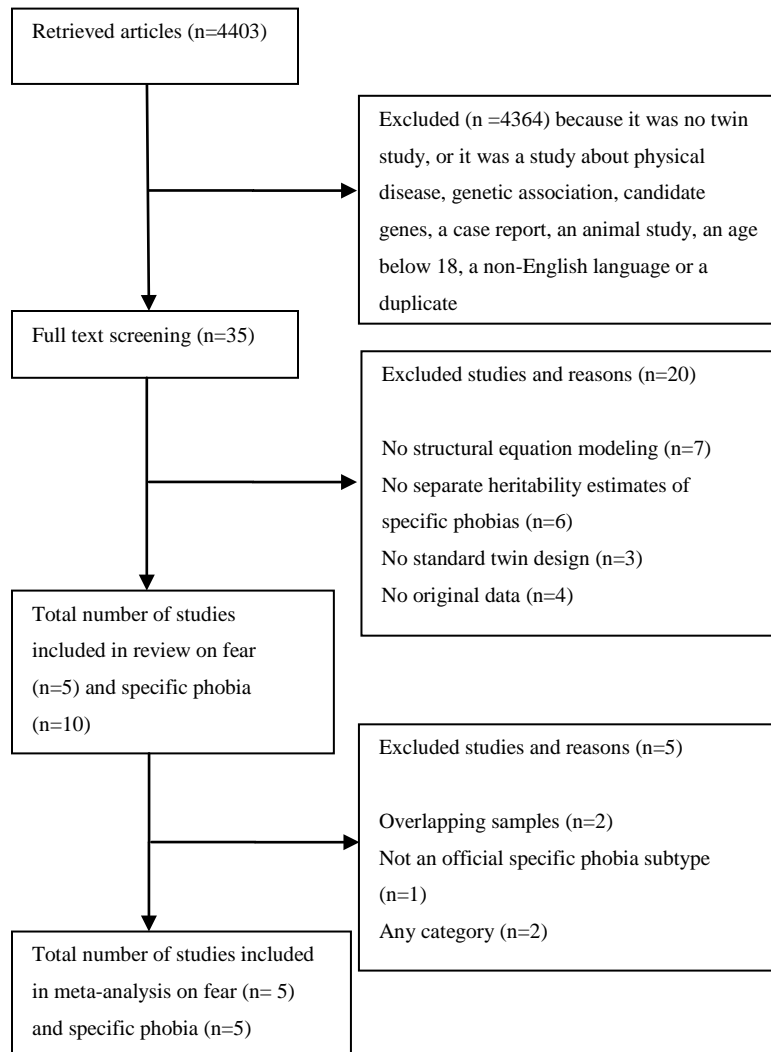 Retrieved articles (n=4403)
Excluded (n =4364) because it was no twin
study, or it was a study about physical
disease, genetic association, candidate
genes, a case report, an animal study, an age
below 18, a non-English language or a
duplicate
Full text screening (n=35)
Excluded studies and reasons (n=20)
No structural equation modeling (n=7)
No separate heritability estimates of
specific phobias (n=6)
No standard twin design (n=3)
No original data (n=4)
Total number of studies
included in review on fear
(n=5) and specific phobia
(n=10)
Excluded studies and reasons (n=5)
Overlapping samples (n=2)
Not an official specific phobia subtype
(n=1)
Any category (n=2)
Total number of studies included
in meta-analysis on fear (n= 5)
and specific phobia (n=5)